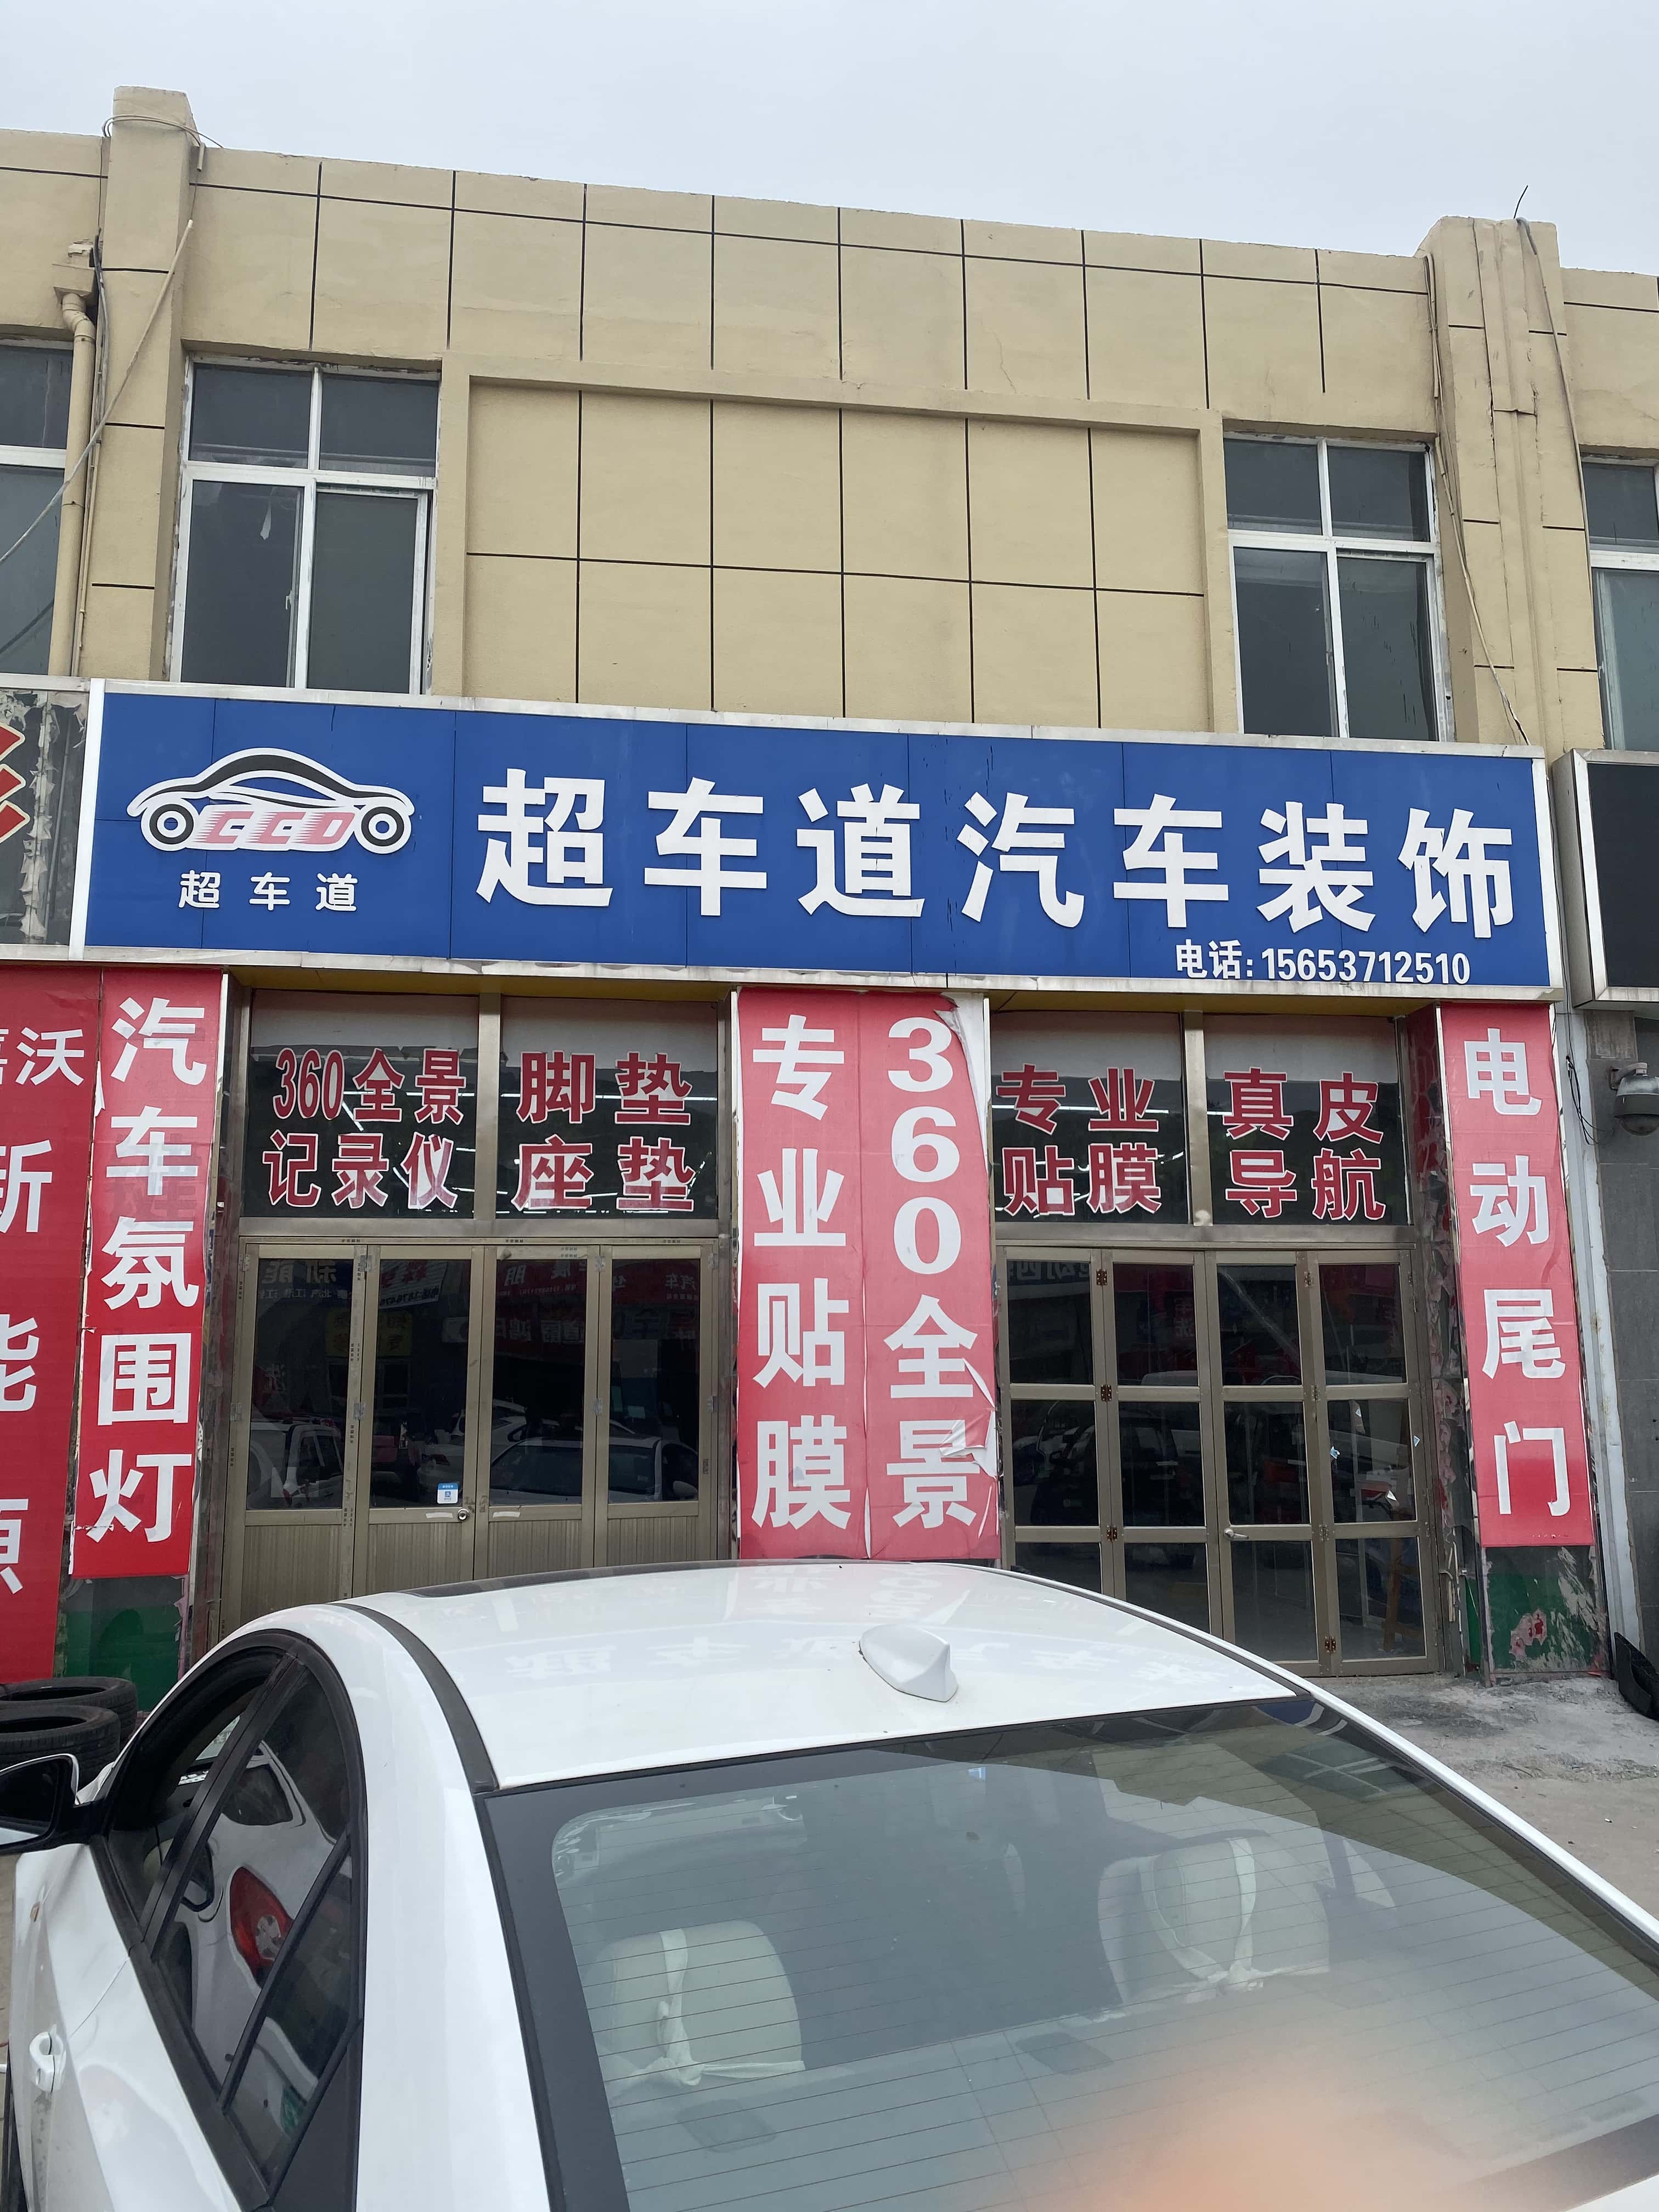 CCD
超车道
超车道汽车装饰
电话:15653712510
汽车氛围灯
360全景
记录仪
脚垫
座垫
专业贴膜
360全景
专业
贴膜
真皮
导航
电动尾门
沃
新
能
源